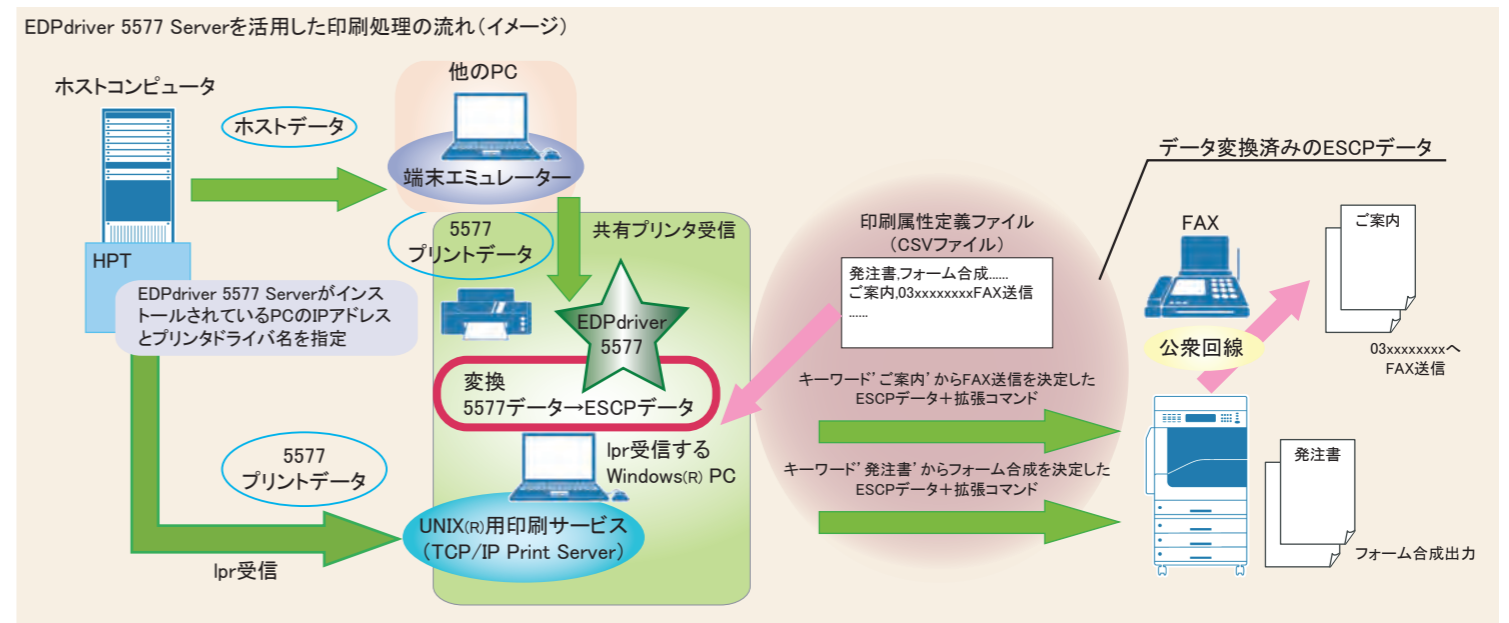 EDPdriver 5577 Serverを活用した印刷処理の流れ（イメージ）
ホストコンピュータ
ホストデータ
他のPC
端末エミュレーター
HPT
EDPdriver 5577 Serverがインス
トールされているPCのIPアドレス
とプリンタドライバ名を指定
5577
プリントデータ
共有プリンタ受信
EDPdriver
5577
変換
5577データ→ESCPデータ
lpr受信する
Windows(R) PC
5577
プリントデータ
UNIX(R)用印刷サービス
（TCP/IP Print Server）
lpr受信
印刷属性定義ファイル
（CSVファイル）
発注書,フォーム合成......
ご案内,03xxxxxxxxFAX送信
......
キーワード’ご案内’からFAX送信を決定した
ESCPデータ＋拡張コマンド
キーワード’発注書’からフォーム合成を決定した
ESCPデータ＋拡張コマンド
データ変換済みのESCPデータ
FAX
公衆回線
ご案内
03xxxxxxxxへ
FAX送信
発注書
フォーム合成出力